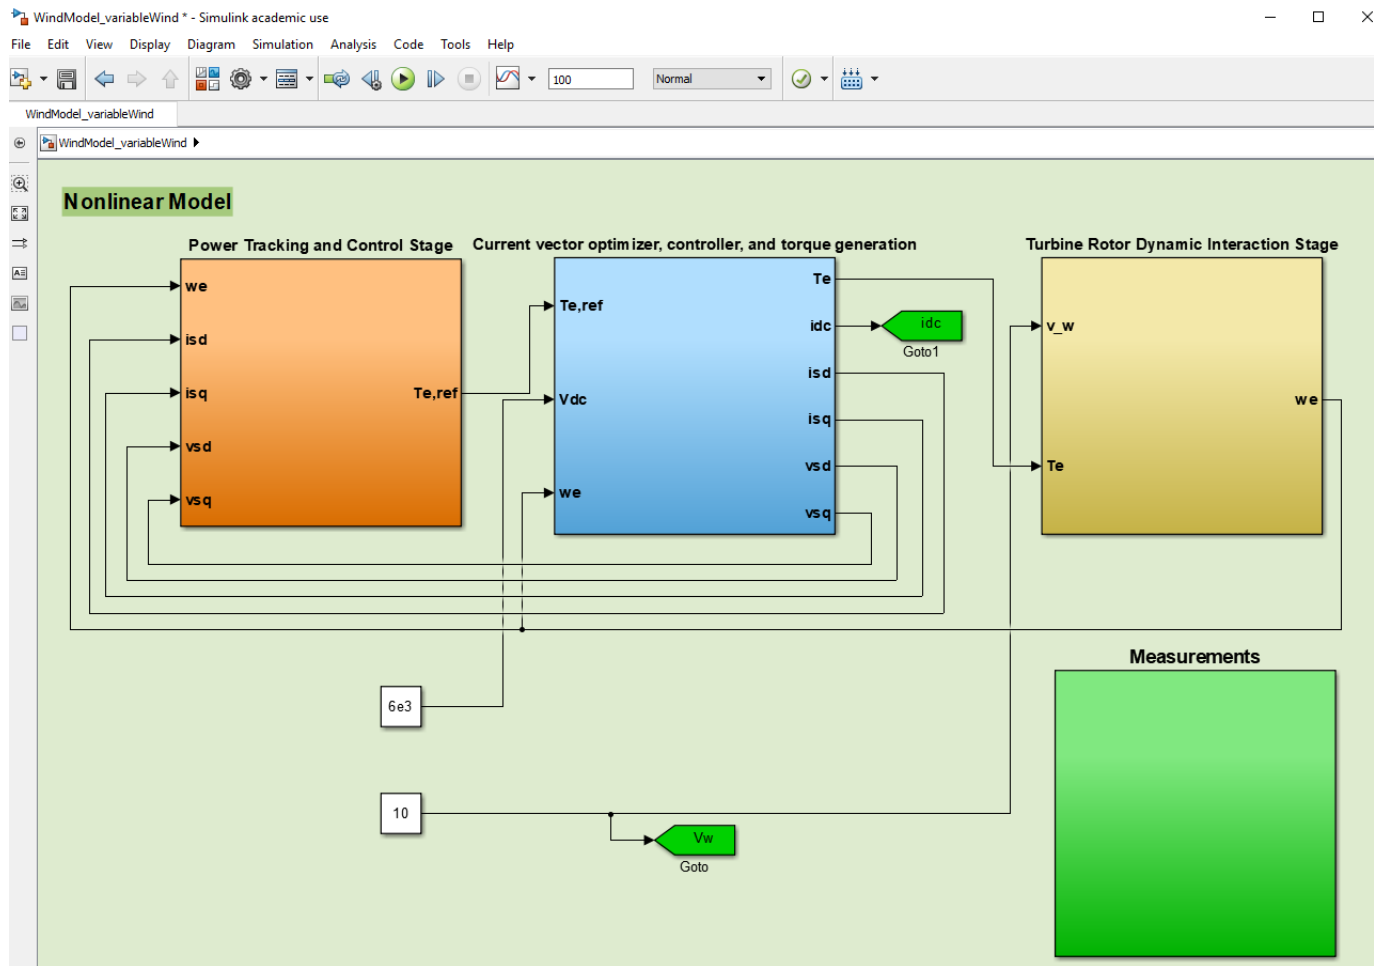 WindModel_variableWind * - Simulink academic use
File Edit View Display Diagram Simulation Analysis Code Tools Help
100 Normal
WindModel_variableWind
WindModel_variableWind
Nonlinear Model
Power Tracking and Control Stage
we
isd
isq
vsd
vsq
Te,ref
Current vector optimizer, controller, and torque generation
Te,ref
Vdc
we
Te
idc
isd
isq
vsd
vsq
idc
Goto1
Turbine Rotor Dynamic Interaction Stage
v_w
Te
we
6e3
10
Vw
Goto
Measurements